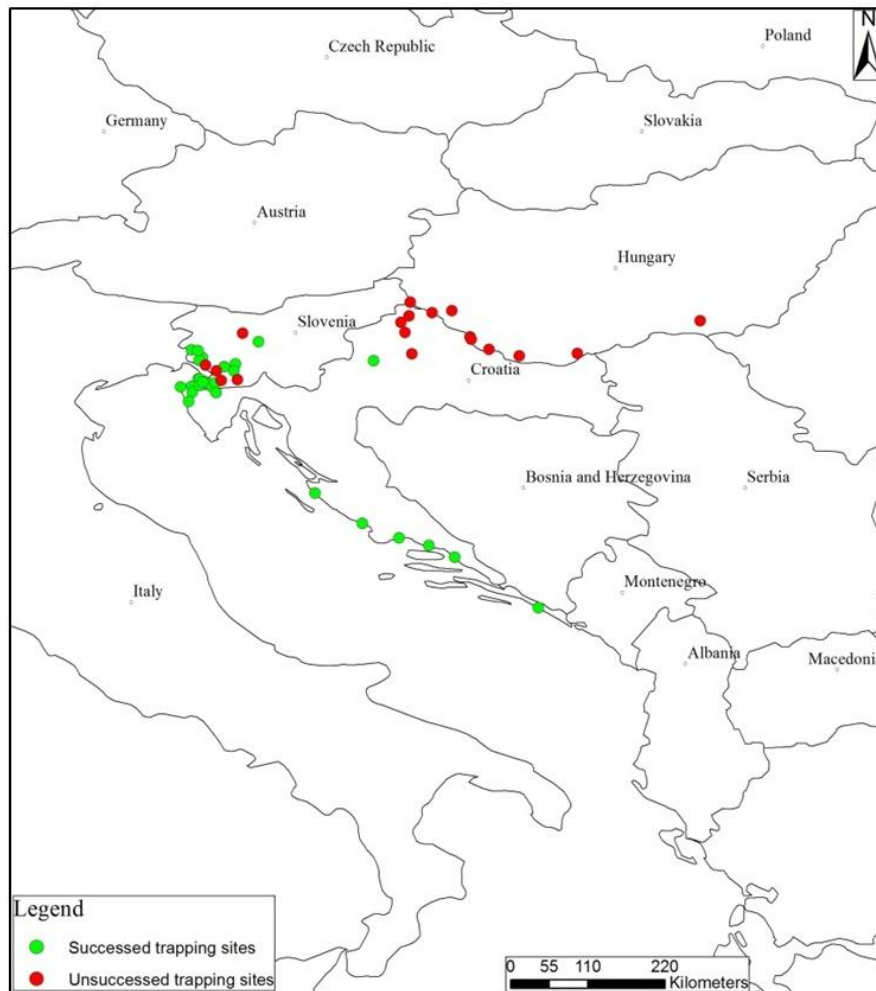 N
Poland
Czech Republic
Germany
Slovakia
Austria
Hungary
Slovenia
Croatia
Bosnia and Herzegovina
Serbia
Italy
Montenegro
Albania
Macedoni
Legend
Successed trapping sites
Unsuccessed trapping sites
0 55 110 220
Kilometers